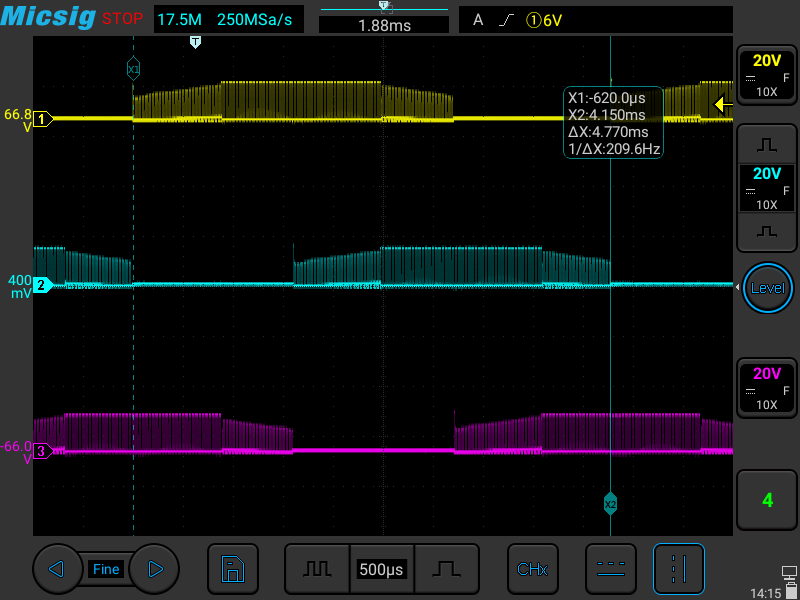 Micsig STOP 17.5M 250MSa/s 1.88ms A ①6V
T
T
X1
66.8 V
1
X1:-620.0µs
X2:4.150ms
ΔX:4.770ms
1/ΔX:209.6Hz
20V
F
10X
400 mV
2
20V
F
10X
Level
-66.0 V
3
20V
F
10X
X2
4
Fine
500µs
CHx
14:15